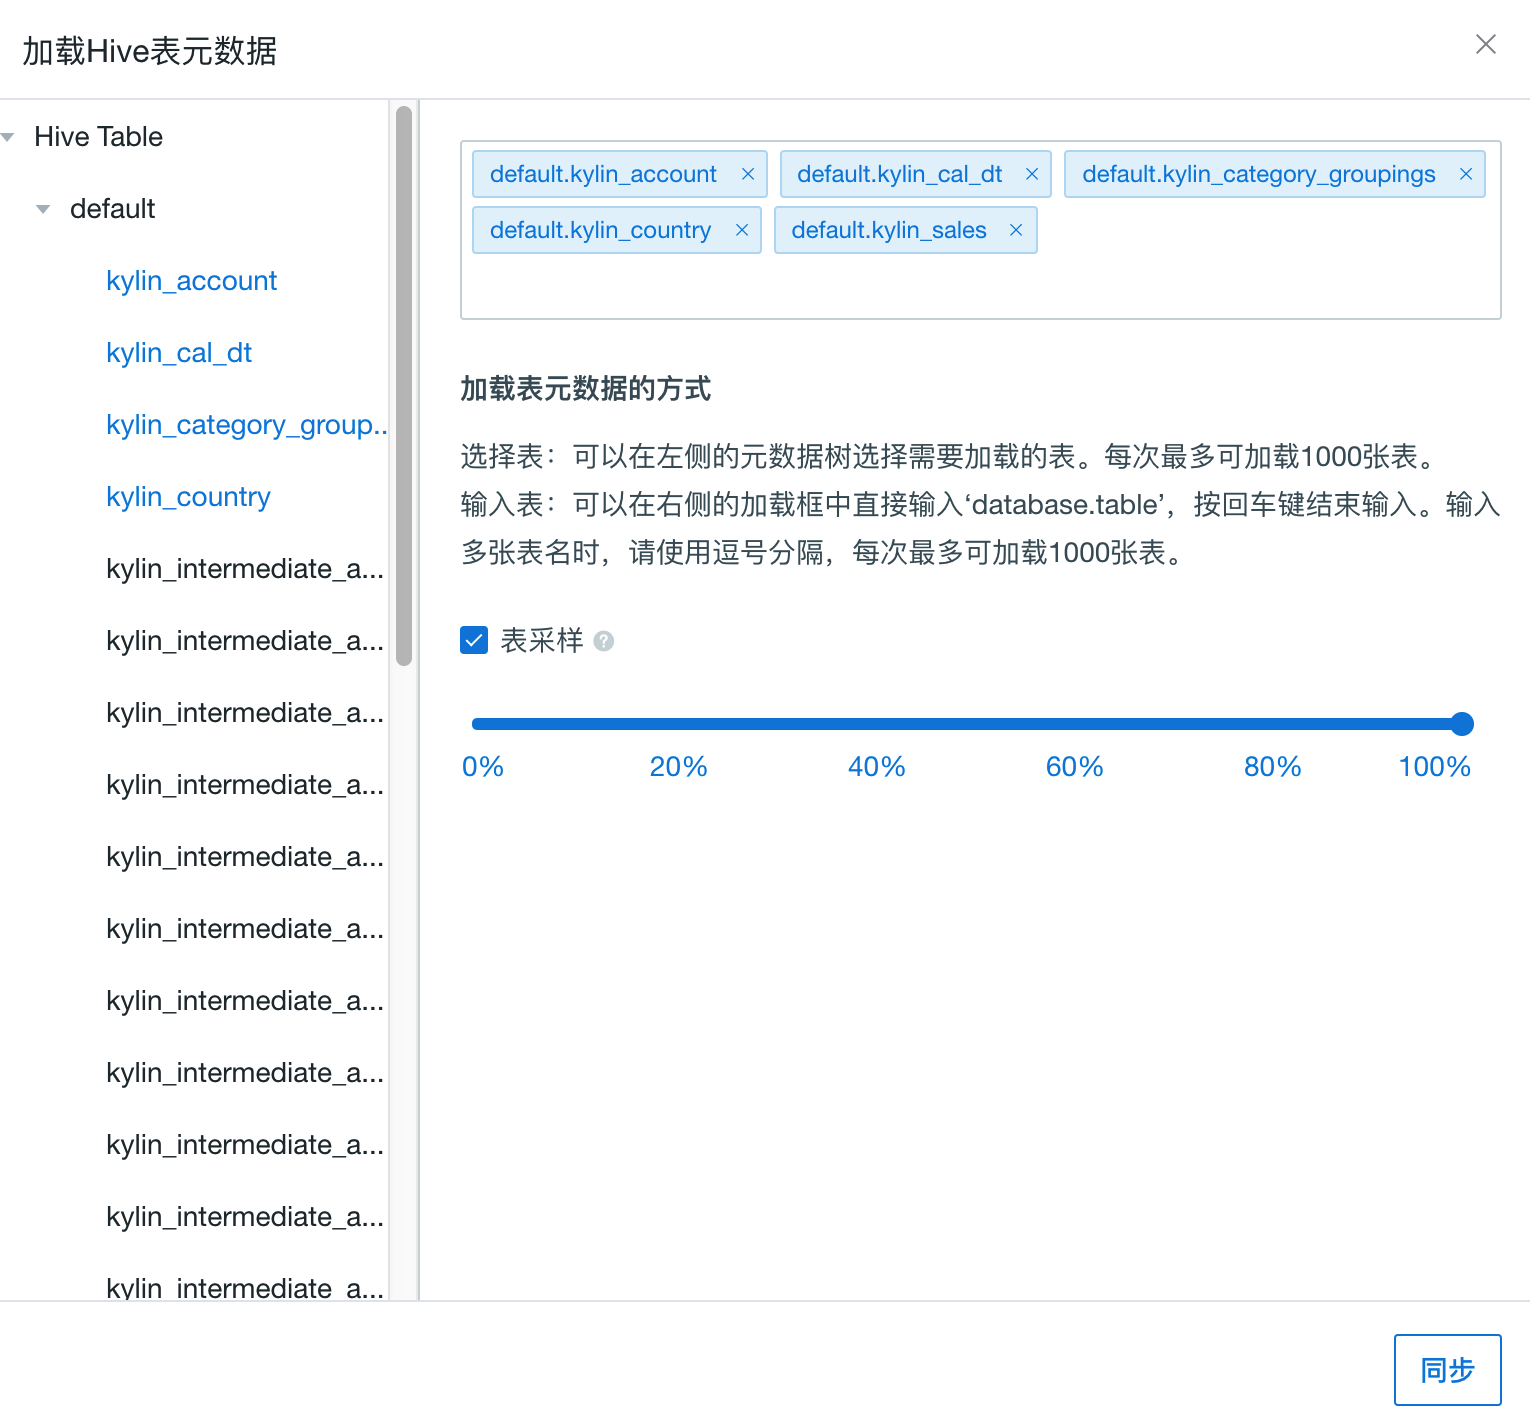 加载Hive表元数据
Hive Table
default
kylin_account
kylin_cal_dt
kylin_category_group..
kylin_country
kylin_intermediate_a...
kylin_intermediate_a...
kylin_intermediate_a...
kylin_intermediate_a...
kylin_intermediate_a...
kylin_intermediate_a...
kylin_intermediate_a...
kylin_intermediate_a...
kylin_intermediate_a...
kylin_intermediate_a...
kylin_intermediate_a...
default.kylin_account × default.kylin_cal_dt × default.kylin_category_groupings ×
default.kylin_country × default.kylin_sales ×
加载表元数据的方式
选择表：可以在左侧的元数据树选择需要加载的表。每次最多可加载1000张表。
输入表：可以在右侧的加载框中直接输入‘database.table’，按回车键结束输入。输入
多张表名时，请使用逗号分隔，每次最多可加载1000张表。
表采样 ?
0% 20% 40% 60% 80% 100%
同步